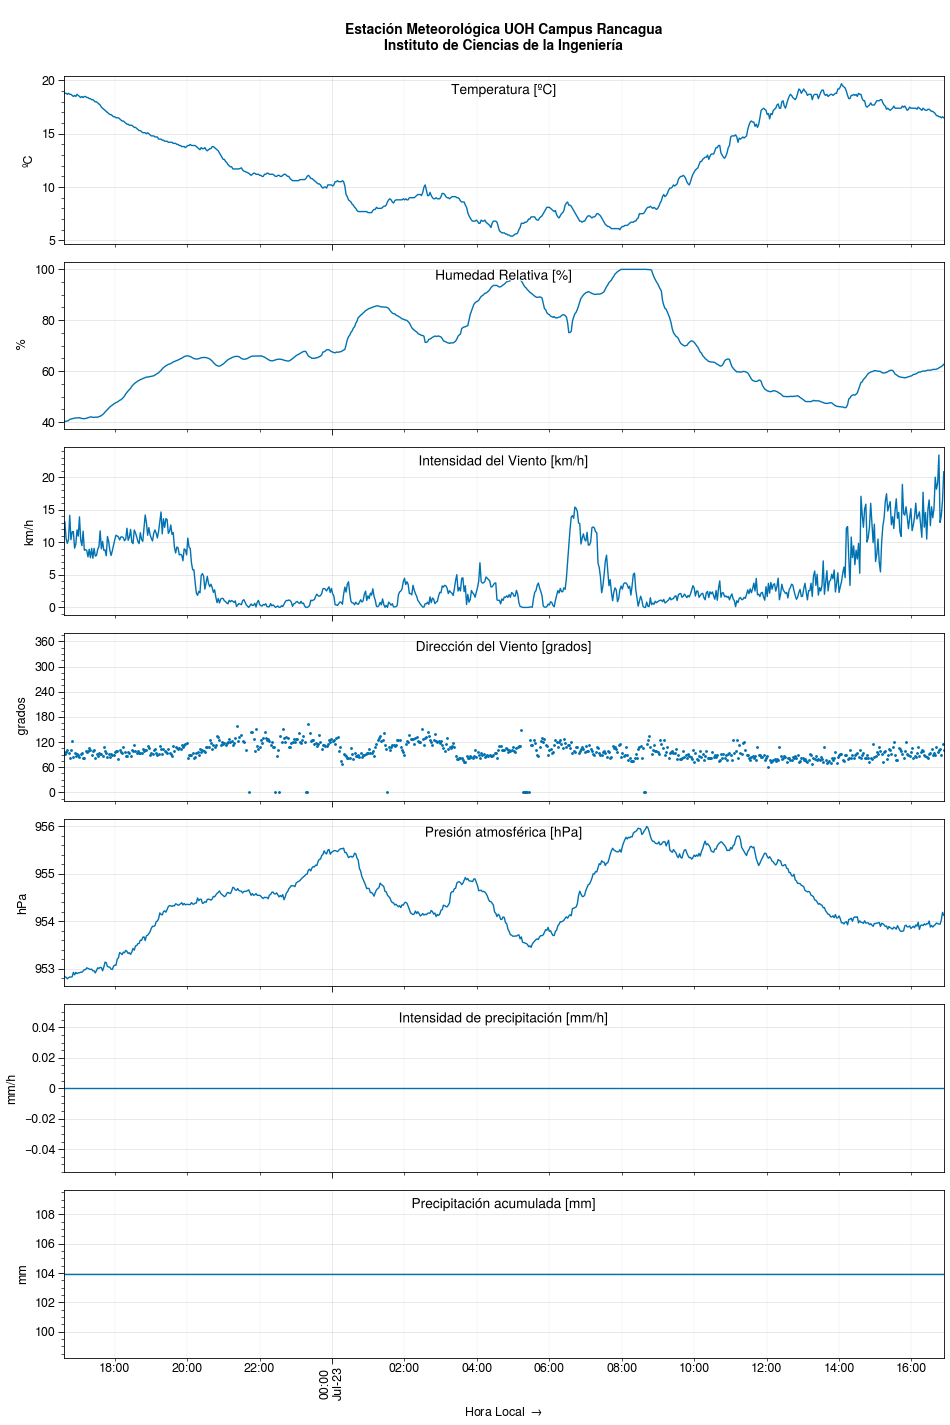 Estación Meteorológica UOH Campus Rancagua
Instituto de Ciencias de la Ingeniería
Temperatura [ºC]
ºC
20
15
10
5
Humedad Relativa [%]
%
100
80
60
40
Intensidad del Viento [km/h]
km/h
20
15
10
5
0
Dirección del Viento [grados]
grados
360
300
240
180
120
60
0
Presión atmosférica [hPa]
hPa
956
955
954
953
Intensidad de precipitación [mm/h]
mm/h
0.04
0.02
0
−0.02
−0.04
Precipitación acumulada [mm]
mm
108
106
104
102
100
18:00 20:00 22:00 00:00 02:00 04:00 06:00 08:00 10:00 12:00 14:00 16:00
Jul-23
Hora Local →